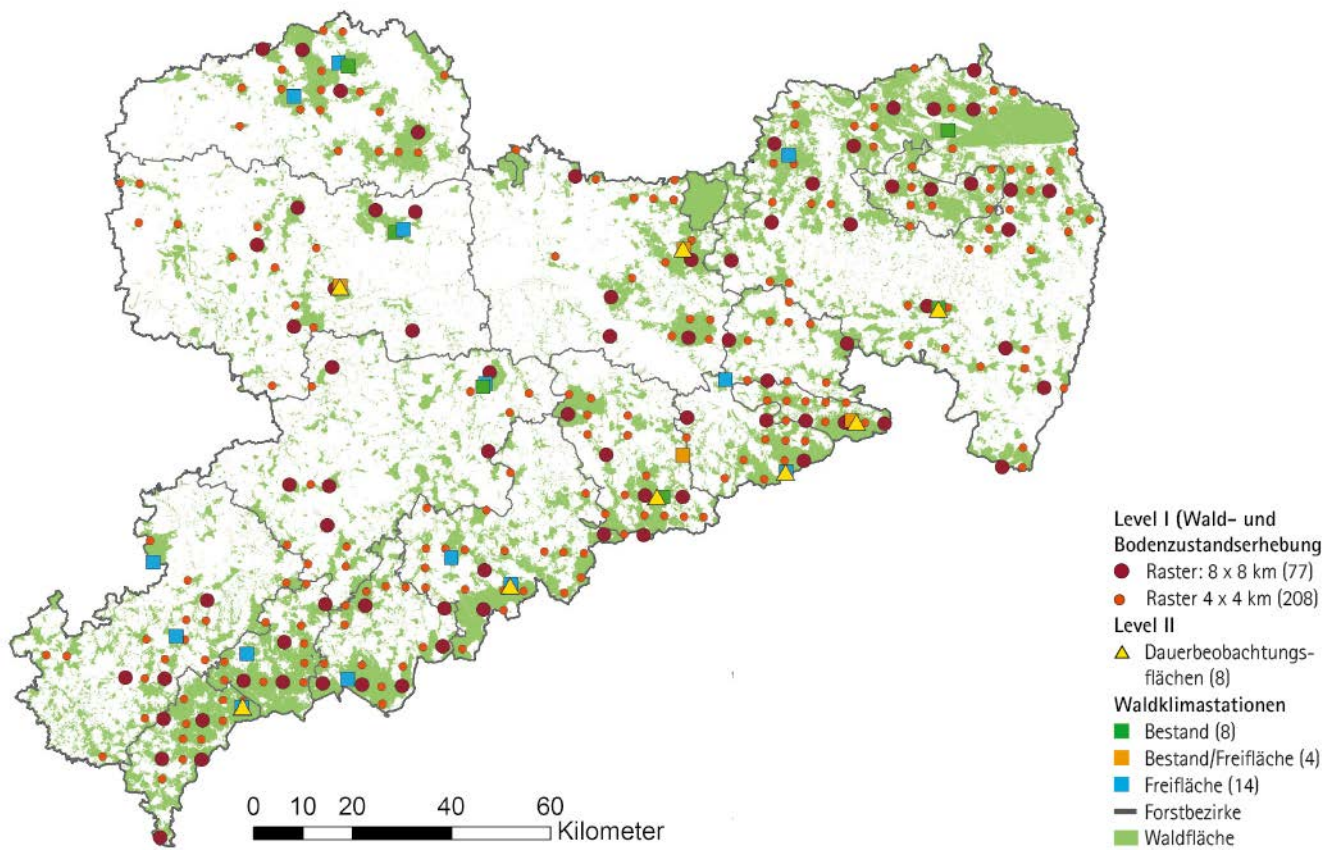 Level I (Wald- und
Bodenzustandserhebung
Raster: 8 x 8 km (77)
Raster 4 x 4 km (208)
Level II
Dauerbeobachtungs-
flächen (8)
Waldklimastationen
Bestand (8)
Bestand/Freifläche (4)
Freifläche (14)
Forstbezirke
Waldfläche
0 10 20 40 60
Kilometer